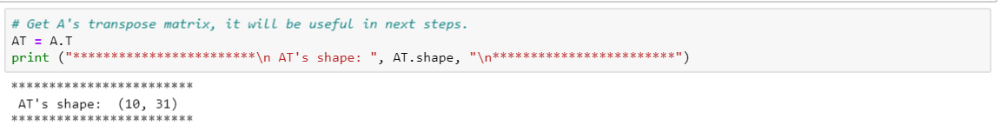 # Get A's transpose matrix, it will be useful in next steps.
AT = A.T
print ("************************\n AT's shape: ", AT.shape, "\n************************")
************************
 AT's shape:  (10, 31)
************************